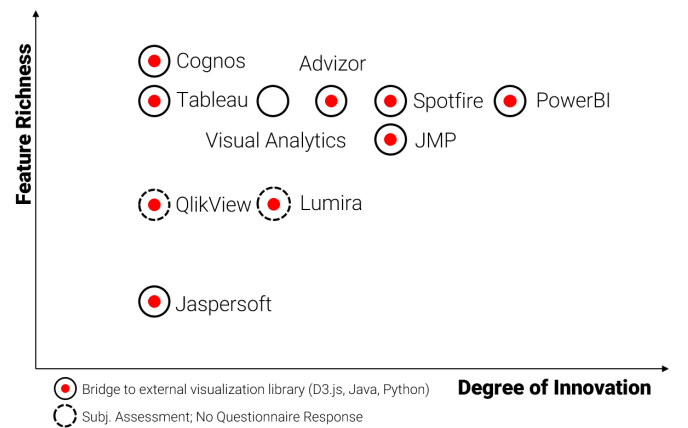 Feature Richness
Cognos
Advizor
Tableau
Spotfire
PowerBI
Visual Analytics
JMP
QlikView
Lumira
Jaspersoft
Degree of Innovation
Bridge to external visualization library (D3.js, Java, Python)
Subj. Assessment; No Questionnaire Response